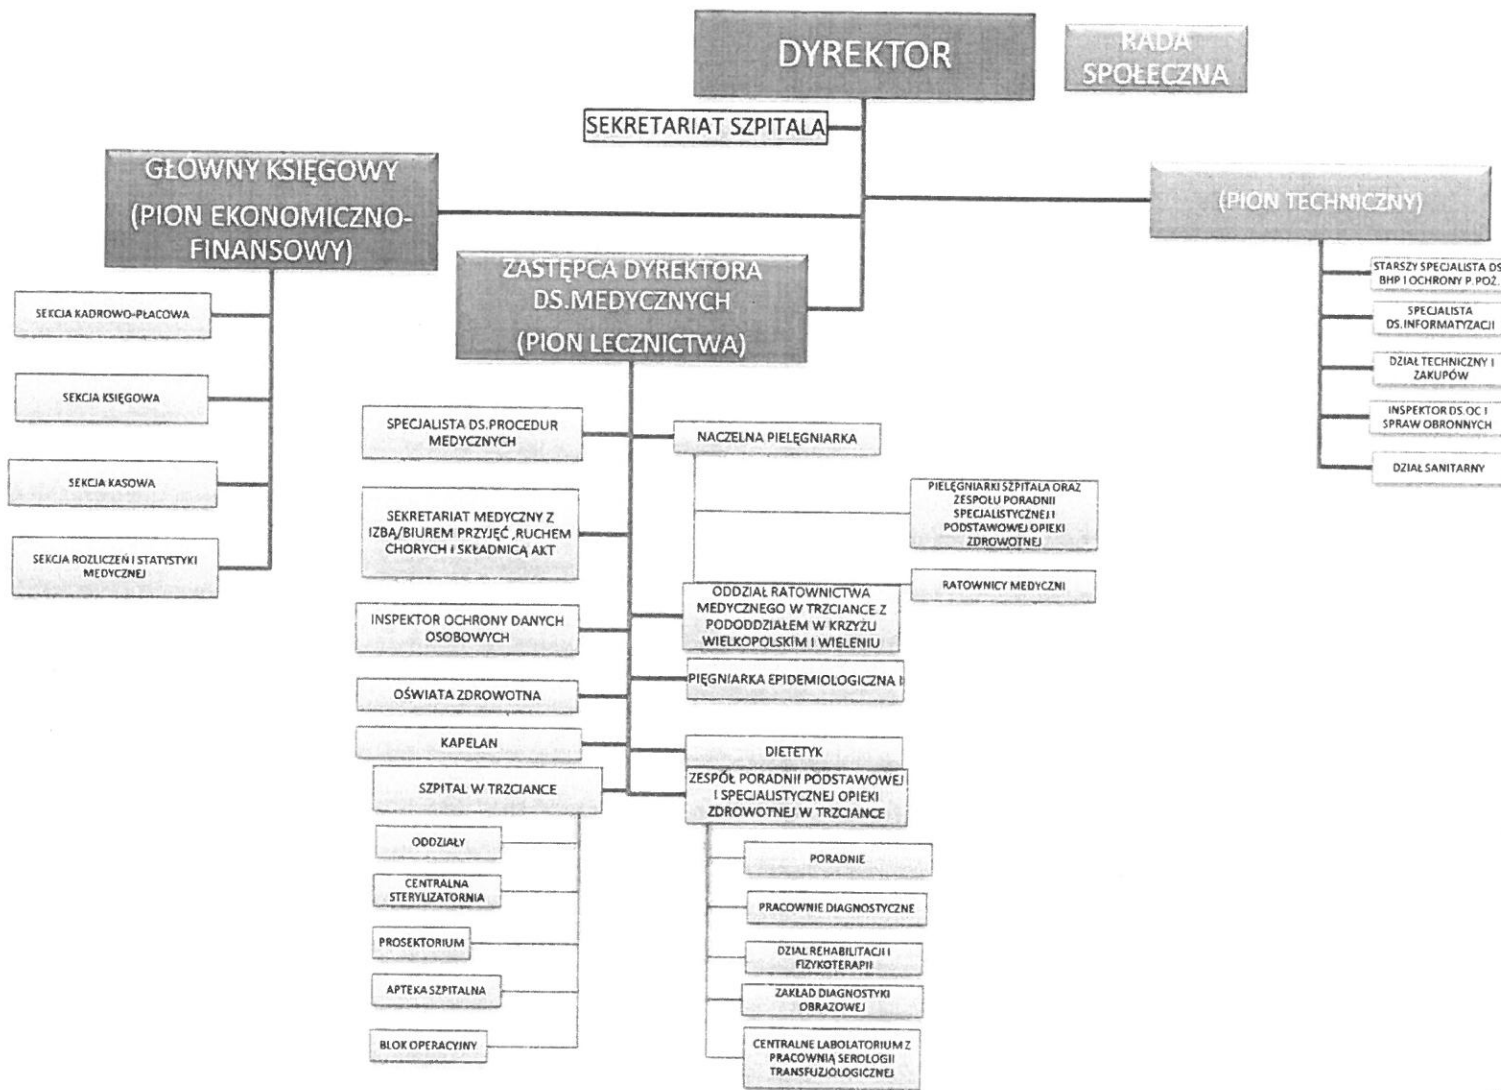 DYREKTOR
RADA
SPOŁECZNA
SEKRETARIAT SZPITALA
GŁÓWNY KSIĘGOWY
(PION EKONOMICZNO-
FINANSOWY)
(PION TECHNICZNY)
ZASTĘPCA DYREKTORA
DS.MEDYCZNYCH
(PION LECZNICTWA)
SEKCJA KADROWO-PŁACOWA
SEKCJA KSIĘGOWA
SEKCJA KASOWA
SEKCJA ROZLICZEŃ I STATYSTYKI
MEDYCZNEJ
STARSZY SPECJALISTA DS.
BHP I OCHRONY P.POŻ.
SPECJALISTA
DS.INFORMATYZACJI
DZIAŁ TECHNICZNY I
ZAKUPÓW
INSPEKTOR DS.OC I
SPRAW OBRONNYCH
DZIAŁ SANITARNY
SPECJALISTA DS.PROCEDUR
MEDYCZNYCH
SEKRETARIAT MEDYCZNY Z
IZBĄ/BIUREM PRZYJĘĆ ,RUCHEM
CHORYCH I SKŁADNICĄ AKT
INSPEKTOR OCHRONY DANYCH
OSOBOWYCH
OŚWIATA ZDROWOTNA
KAPELAN
SZPITAL W TRZCIANCE
ODDZIAŁY
CENTRALNA
STERYLIZATORNIA
PROSEKTORIUM
APTEKA SZPITALNA
BLOK OPERACYJNY
NACZELNA PIELĘGNIARKA
PIELĘGNIARKI SZPITALA ORAZ
ZESPOŁU PORADNII
SPECJALISTYCZNEJ I
PODSTAWOWEJ OPIEKI
ZDROWOTNEJ
RATOWNICY MEDYCZNI
ODDZIAŁ RATOWNICTWA
MEDYCZNEGO W TRZCIANCE Z
PODODDZIAŁEM W KRZYŻU
WIELKOPOLSKIM I WIELENIU
PIĘGNIARKA EPIDEMIOLOGICZNA I
DIETETYK
ZESPÓŁ PORADNII PODSTAWOWEJ
I SPECJALISTYCZNEJ OPIEKI
ZDROWOTNEJ W TRZCIANCE
PORADNIE
PRACOWNIE DIAGNOSTYCZNE
DZIAŁ REHABILITACJI I
FIZYKOTERAPII
ZAKŁAD DIAGNOSTYKI
OBRAZOWEJ
CENTRALNE LABOLATORIUM Z
PRACOWNIĄ SEROLOGII
TRANSFUZJOLOGICZNEJ